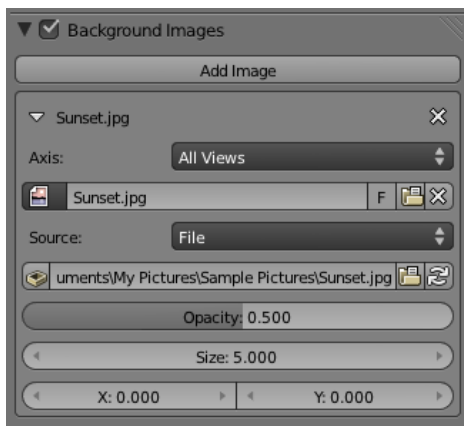 Background Images
Add Image
Sunset.jpg
Axis: All Views
Sunset.jpg F
Source: File
uments\My Pictures\Sample Pictures\Sunset.jpg
Opacity: 0.500
Size: 5.000
X: 0.000 Y: 0.000